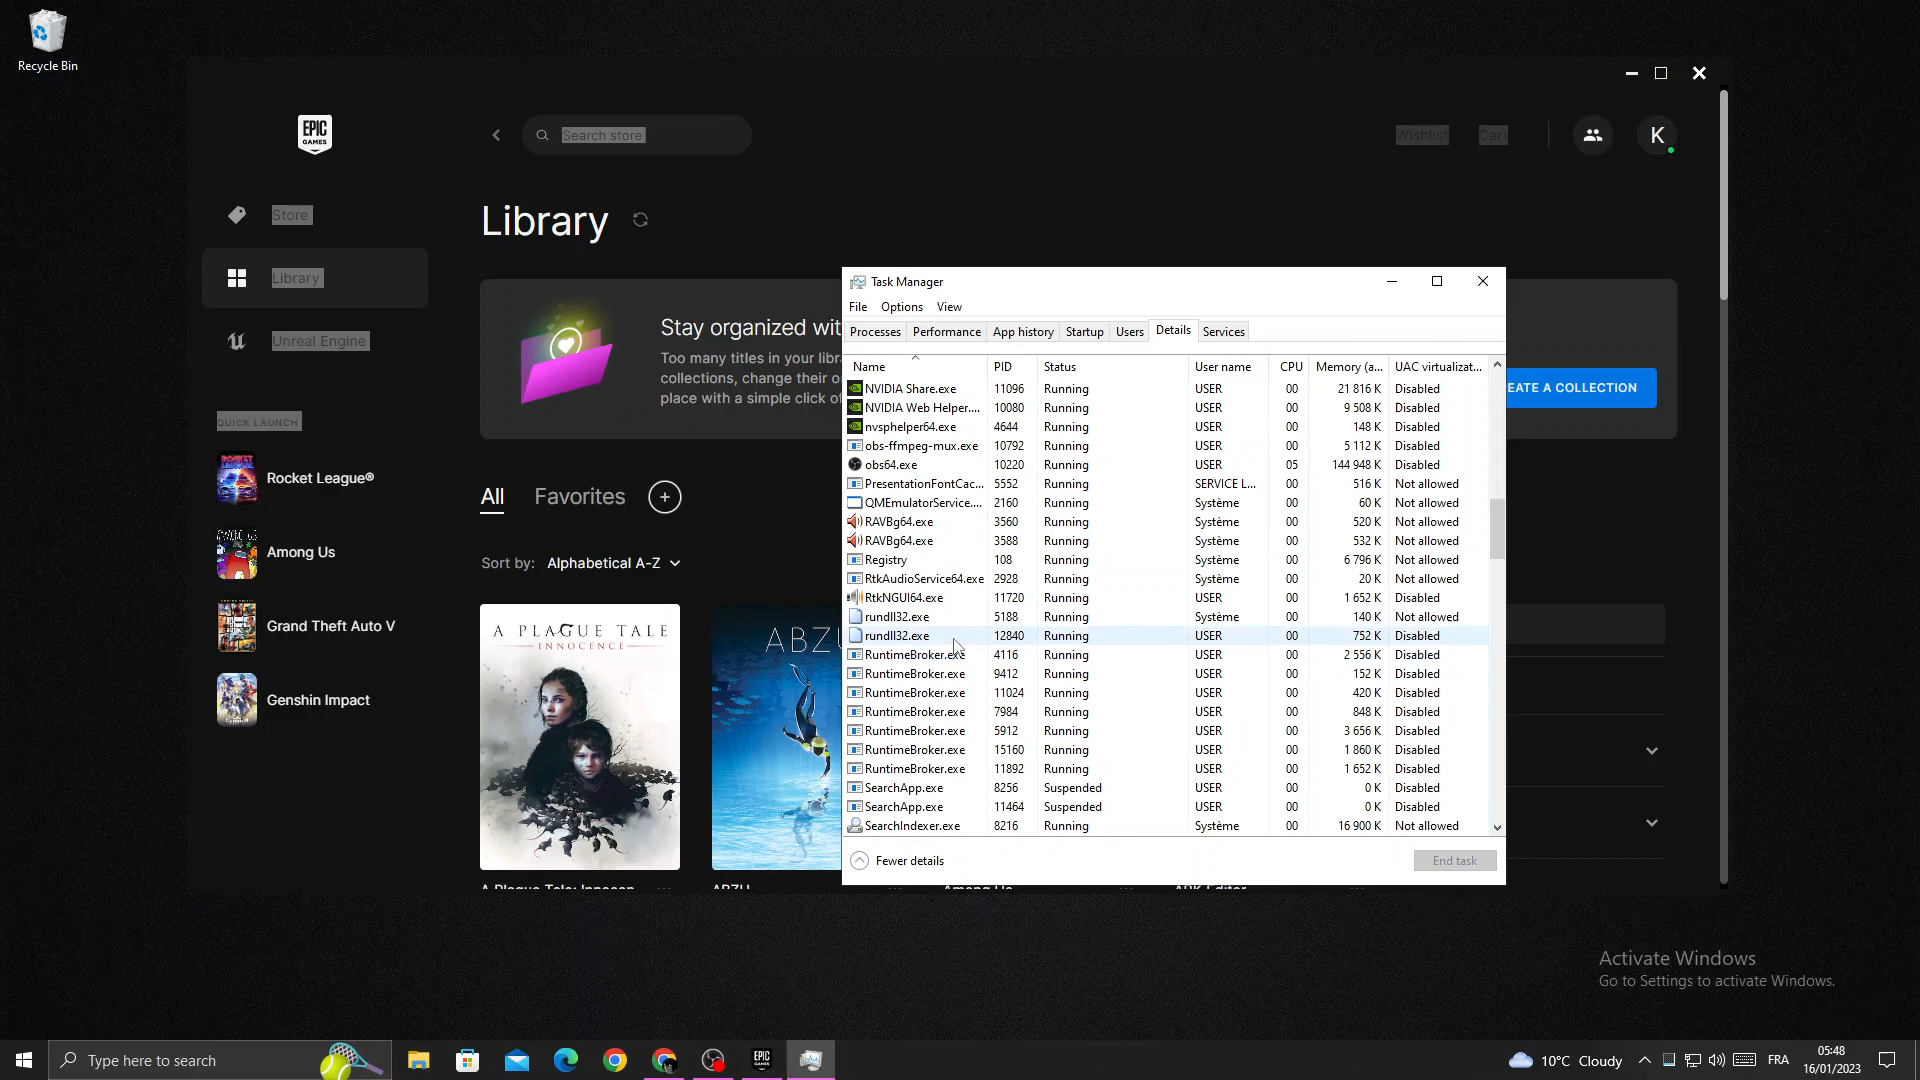 Recycle Bin
EPIC
GAMES
Search store
Wishlist
Cart
K
Store
Library
Unreal Engine
QUICK LAUNCH
Rocket League®
Among Us
Grand Theft Auto V
Genshin Impact
Library
Stay organized wit
Too many titles in your libr
collections, change their o
place with a simple click of
EATE A COLLECTION
All
Favorites
Sort by: Alphabetical A-Z
A PLAGUE TALE
INNOCENCE
ABZU
A Plague Tale: Innocen
ABZU
Among Us
ARK Editor
Task Manager
File Options View
Processes Performance App history Startup Users Details Services
Name PID Status User name CPU Memory (a... UAC virtualizat...
NVIDIA Share.exe 11096 Running USER 00 21 816 K Disabled
NVIDIA Web Helper.... 10080 Running USER 00 9 508 K Disabled
nvsphelper64.exe 4644 Running USER 00 148 K Disabled
obs-ffmpeg-mux.exe 10792 Running USER 00 5 112 K Disabled
obs64.exe 10220 Running USER 05 144 948 K Disabled
PresentationFontCac... 5552 Running SERVICE L... 00 516 K Not allowed
QMEmulatorService.... 2160 Running Système 00 60 K Not allowed
RAVBg64.exe 3560 Running Système 00 520 K Not allowed
RAVBg64.exe 3588 Running Système 00 532 K Not allowed
Registry 108 Running Système 00 6 796 K Not allowed
RtkAudioService64.exe 2928 Running Système 00 20 K Not allowed
RtkNGUI64.exe 11720 Running USER 00 1 652 K Disabled
rundll32.exe 5188 Running Système 00 140 K Not allowed
rundll32.exe 12840 Running USER 00 752 K Disabled
RuntimeBroker.exe 4116 Running USER 00 2 556 K Disabled
RuntimeBroker.exe 9412 Running USER 00 152 K Disabled
RuntimeBroker.exe 11024 Running USER 00 420 K Disabled
RuntimeBroker.exe 7984 Running USER 00 848 K Disabled
RuntimeBroker.exe 5912 Running USER 00 3 656 K Disabled
RuntimeBroker.exe 15160 Running USER 00 1 860 K Disabled
RuntimeBroker.exe 11892 Running USER 00 1 652 K Disabled
SearchApp.exe 8256 Suspended USER 00 0 K Disabled
SearchApp.exe 11464 Suspended USER 00 0 K Disabled
SearchIndexer.exe 8216 Running Système 00 16 900 K Not allowed
Fewer details
End task
Activate Windows
Go to Settings to activate Windows.
Type here to search
10°C Cloudy
FRA
05:48
16/01/2023